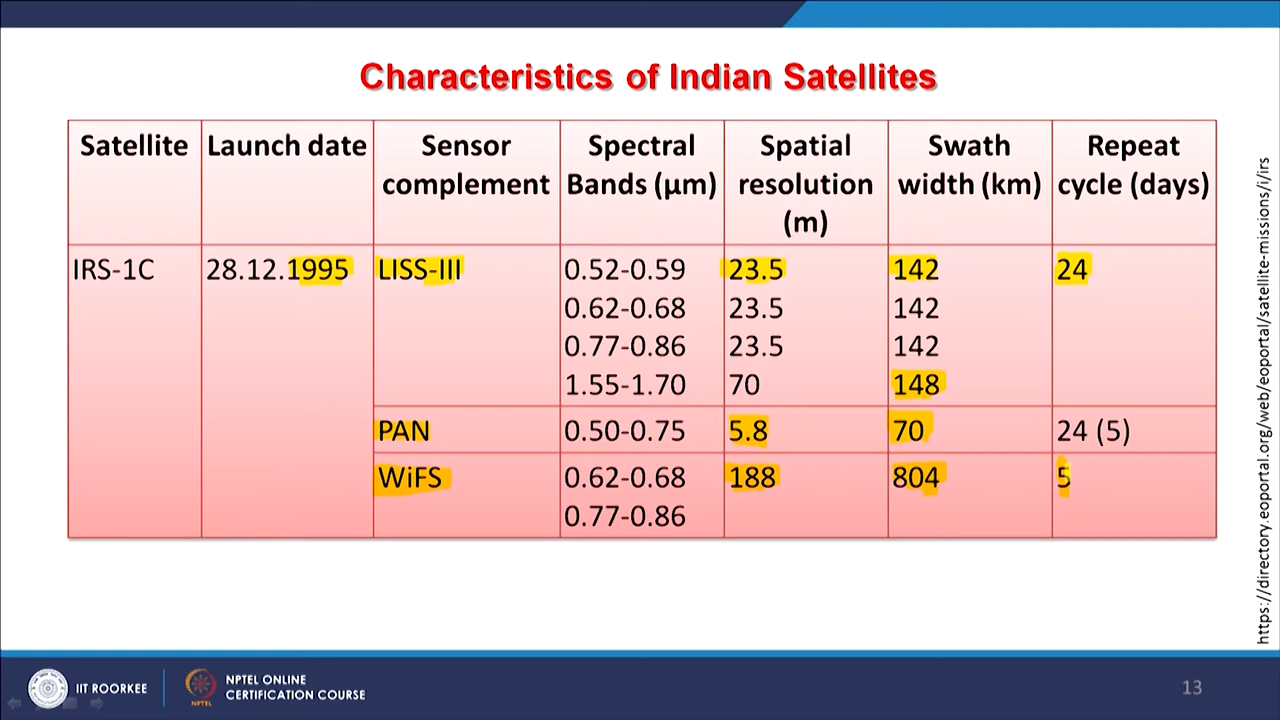 Characteristics of Indian Satellites
Satellite Launch date Sensor complement Spectral Bands (µm) Spatial resolution (m) Swath width (km) Repeat cycle (days)
IRS-1C 28.12.1995 LISS-III 0.52-0.59 23.5 142 24
0.62-0.68 23.5 142
0.77-0.86 23.5 142
1.55-1.70 70 148
PAN 0.50-0.75 5.8 70 24 (5)
WiFS 0.62-0.68 188 804 5
0.77-0.86
https://directory.eoportal.org/web/eoportal/satellite-missions/i/irs
IIT ROORKEE
NPTEL
NPTEL ONLINE
CERTIFICATION COURSE
13